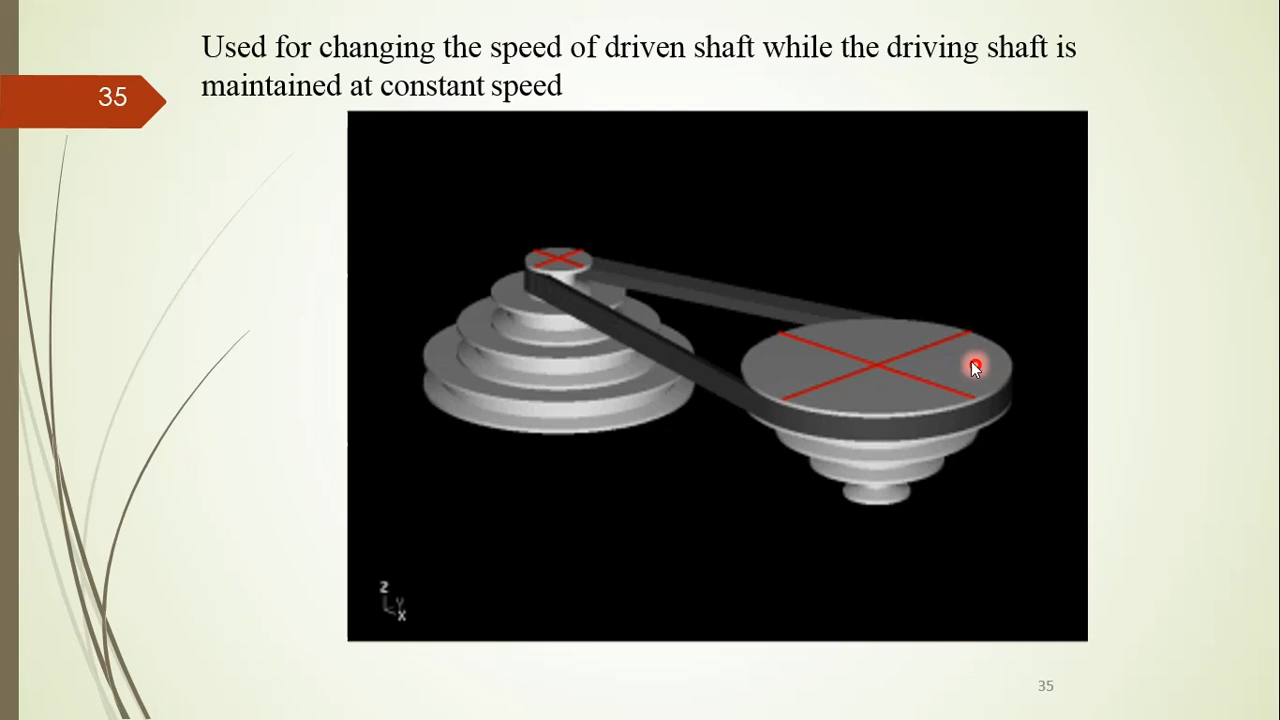 Used for changing the speed of driven shaft while the driving shaft is
maintained at constant speed
35
Z
Y
X
35